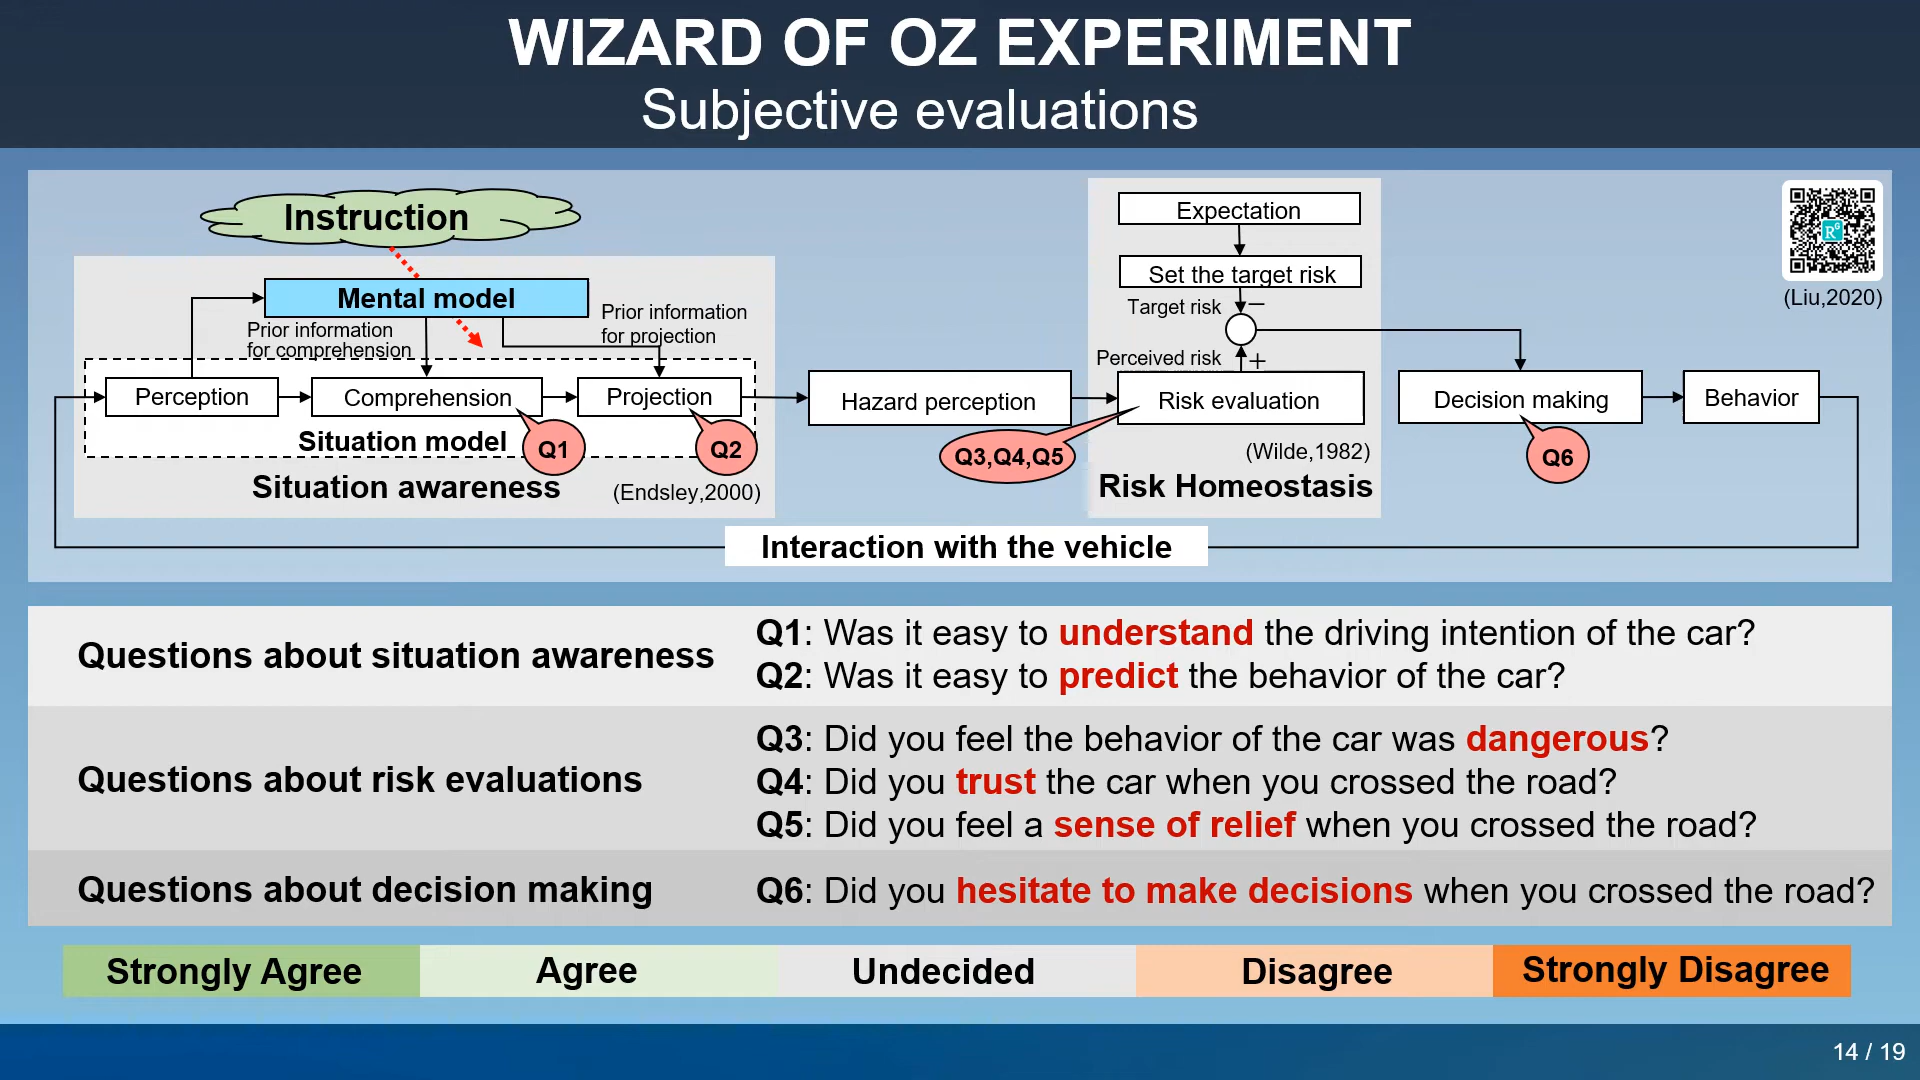 WIZARD OF OZ EXPERIMENT
Subjective evaluations
Instruction
Mental model
Prior information
for comprehension
Prior information
for projection
Perception
Comprehension
Projection
Situation model
Q1
Q2
Situation awareness
(Endsley,2000)
Hazard perception
Expectation
Set the target risk
Target risk
−
Perceived risk
+
Risk evaluation
Q3,Q4,Q5
(Wilde,1982)
Risk Homeostasis
Decision making
Q6
Behavior
R^G
(Liu,2020)
Interaction with the vehicle
Questions about situation awareness
Q1: Was it easy to understand the driving intention of the car?
Q2: Was it easy to predict the behavior of the car?
Questions about risk evaluations
Q3: Did you feel the behavior of the car was dangerous?
Q4: Did you trust the car when you crossed the road?
Q5: Did you feel a sense of relief when you crossed the road?
Questions about decision making
Q6: Did you hesitate to make decisions when you crossed the road?
Strongly Agree
Agree
Undecided
Disagree
Strongly Disagree
14 / 19